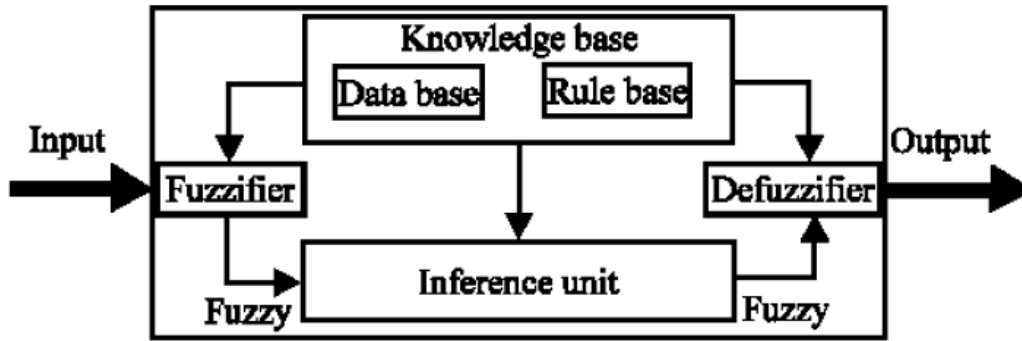 Knowledge base
Data base
Rule base
Input
Output
Fuzzifier
Defuzzifier
Inference unit
Fuzzy
Fuzzy